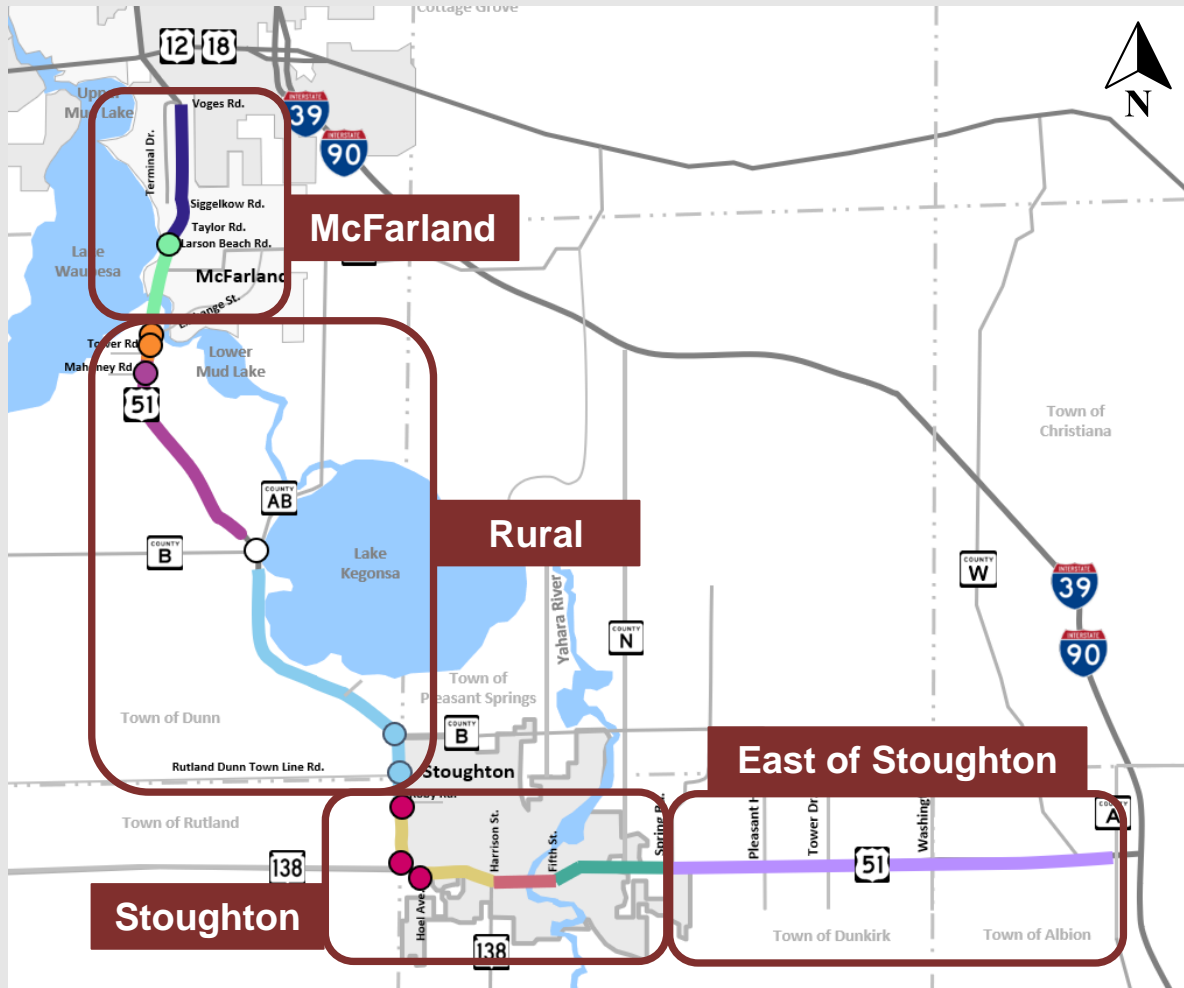 Cottage Grove
12
18
N
Upper
Mud Lake
Voges Rd.
INTERSTATE
39
INTERSTATE
90
Terminal Dr.
Siggelkow Rd.
Taylor Rd.
Larson Beach Rd.
McFarland
Lake
Waubesa
McFarland
Tower Rd
Lower
Mud Lake
Mahoney Rd
51
Town of
Christiana
COUNTY
AB
Rural
COUNTY
B
Lake
Kegonsa
COUNTY
W
INTERSTATE
39
Yahara River
COUNTY
N
INTERSTATE
90
Town of
Pleasant Springs
Town of Dunn
COUNTY
B
East of Stoughton
Rutland Dunn Town Line Rd.
Stoughton
Town of Rutland
Harrison St.
Fifth St.
Spring
Pleasant H
Tower Dr.
Washing
COUNTY
A
138
51
Hoel Ave.
Stoughton
138
Town of Dunkirk
Town of Albion